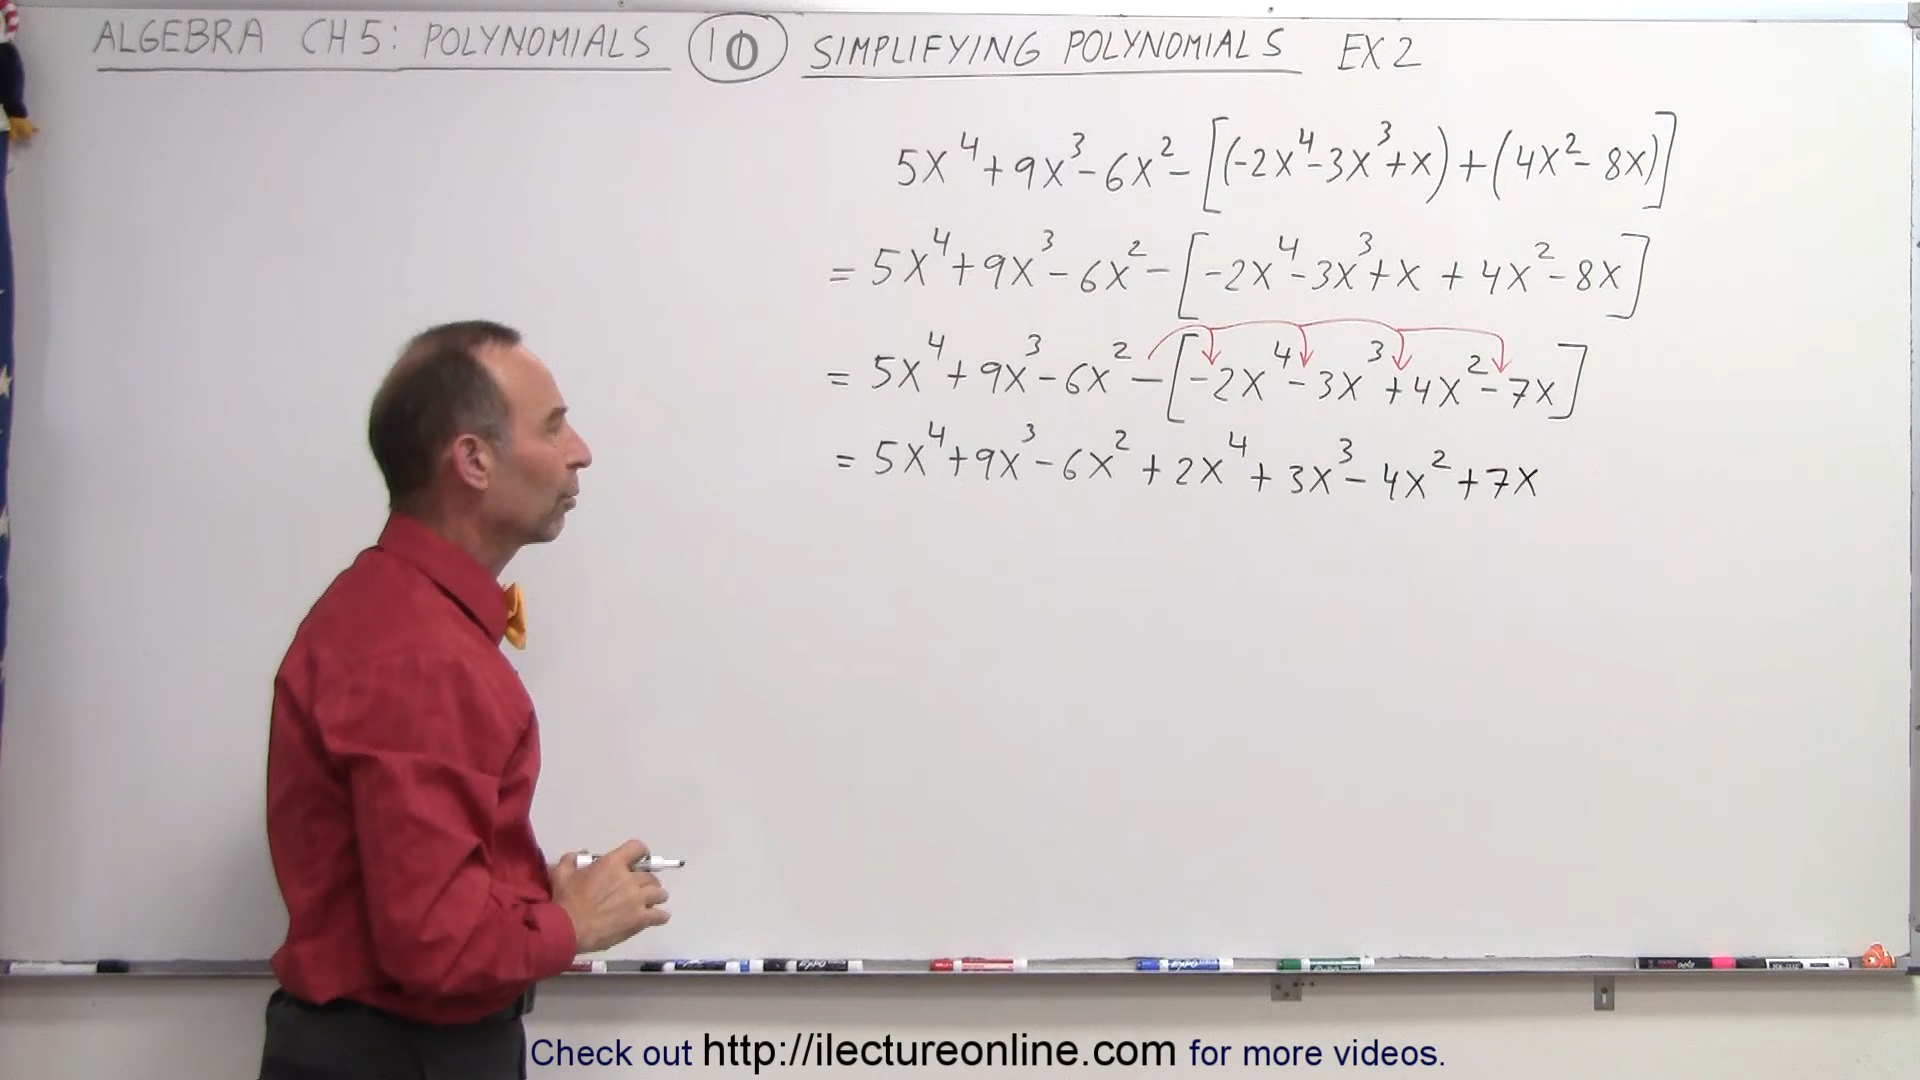 ALGEBRA CH 5: POLYNOMIALS 10 SIMPLIFYING POLYNOMIALS EX 2
5x⁴+9x³-6x²-[(-2x⁴-3x³+x)+(4x²-8x)]
=5x⁴+9x³-6x²-[-2x⁴-3x³+x+4x²-8x]
=5x⁴+9x³-6x²-[-2x⁴-3x³+4x²-7x]
=5x⁴+9x³-6x²+2x⁴+3x³-4x²+7x
EXPO
Check out http://ilectureonline.com for more videos.